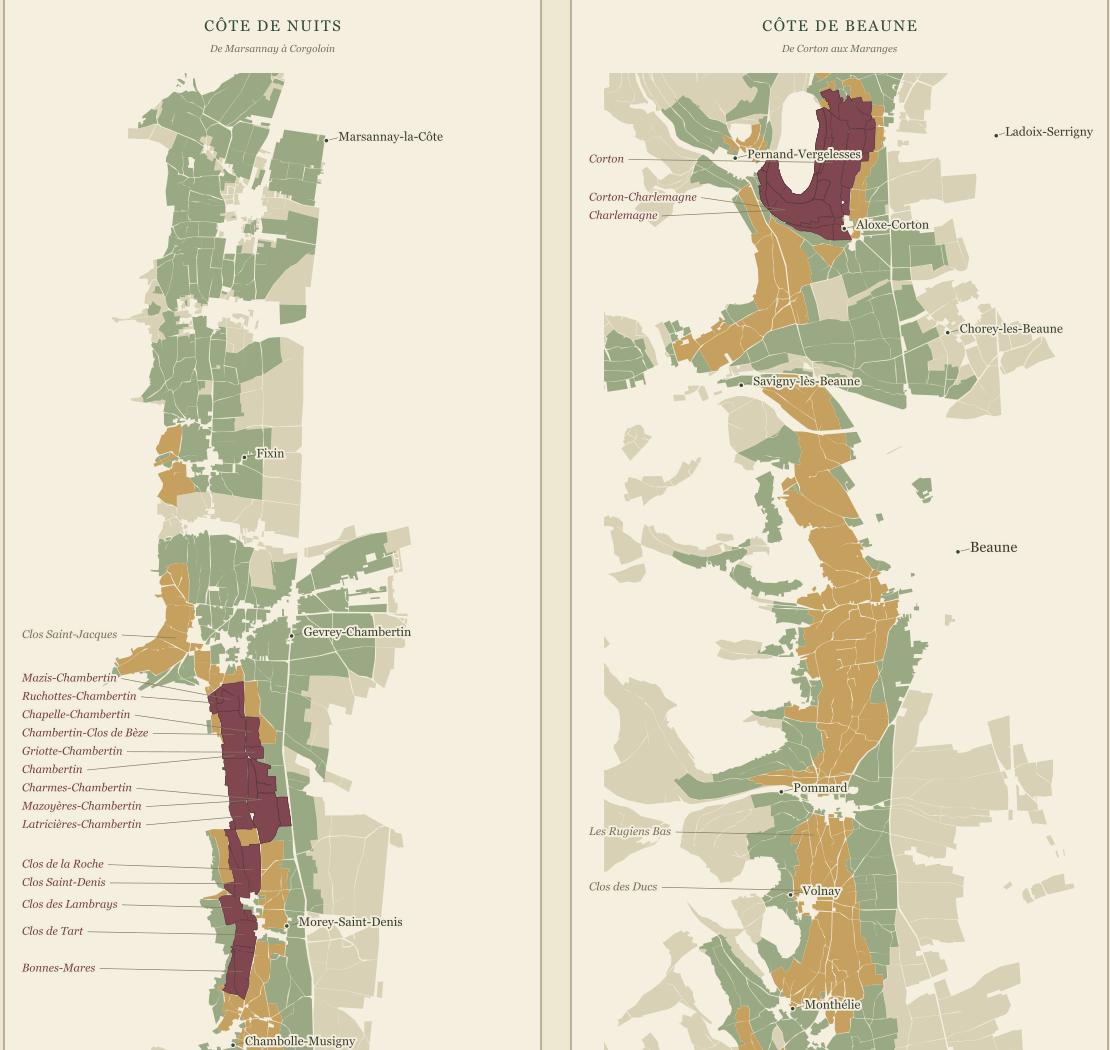 CÔTE DE NUITS
De Marsannay à Corgoloin
Marsannay-la-Côte
Fixin
Clos Saint-Jacques
Gevrey-Chambertin
Mazis-Chambertin
Ruchottes-Chambertin
Chapelle-Chambertin
Chambertin-Clos de Bèze
Griotte-Chambertin
Chambertin
Charmes-Chambertin
Mazoyères-Chambertin
Latricières-Chambertin
Clos de la Roche
Clos Saint-Denis
Clos des Lambrays
Morey-Saint-Denis
Clos de Tart
Bonnes-Mares
Chambolle-Musigny
CÔTE DE BEAUNE
De Corton aux Maranges
Ladoix-Serrigny
Pernand-Vergelesses
Corton
Corton-Charlemagne
Charlemagne
Aloxe-Corton
Chorey-les-Beaune
Savigny-lès-Beaune
Beaune
Pommard
Les Rugiens Bas
Clos des Ducs
Volnay
Monthélie